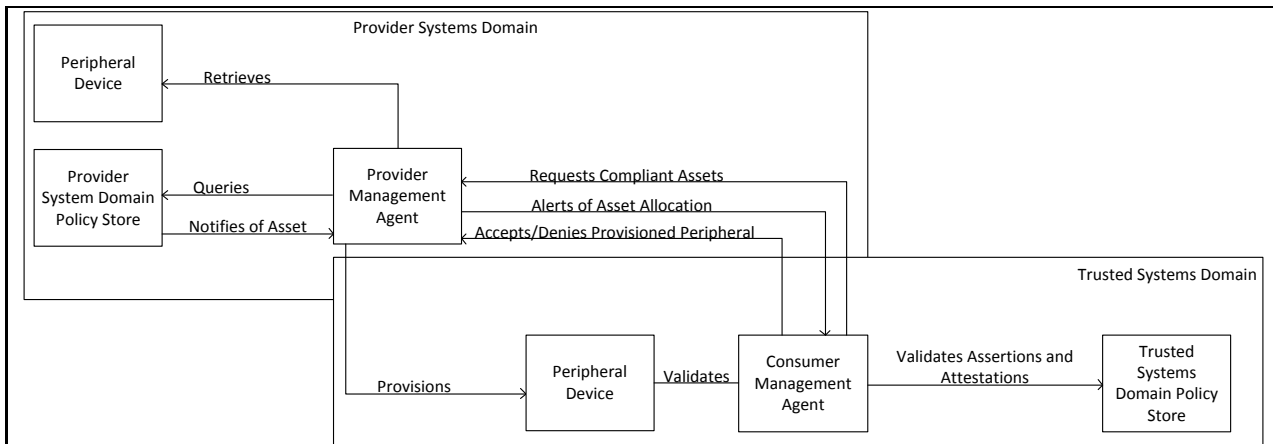 Provider Systems Domain
Peripheral
Device
Retrieves
Provider
System Domain
Policy Store
Queries
Notifies of Asset
Provider
Management
Agent
Requests Compliant Assets
Alerts of Asset Allocation
Accepts/Denies Provisioned Peripheral
Trusted Systems Domain
Provisions
Peripheral
Device
Validates
Consumer
Management
Agent
Validates Assertions and
Attestations
Trusted
Systems
Domain Policy
Store